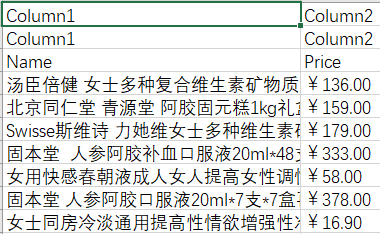 Column1 Column2
Column1 Column2
Name Price
汤臣倍健 女士多种复合维生素矿物质 ￥136.00
北京同仁堂 青源堂 阿胶固元糕1kg礼 ￥159.00
Swisse斯维诗 力她维女士多种维生素 ￥179.00
固本堂 人参阿胶补血口服液20ml*48 ￥333.00
女用快感春朝液成人女人提高女性调 ￥58.00
固本堂 人参阿胶口服液20ml*7支*7盒 ￥378.00
女士同房冷淡通用提高性情欲增强性 ￥16.90